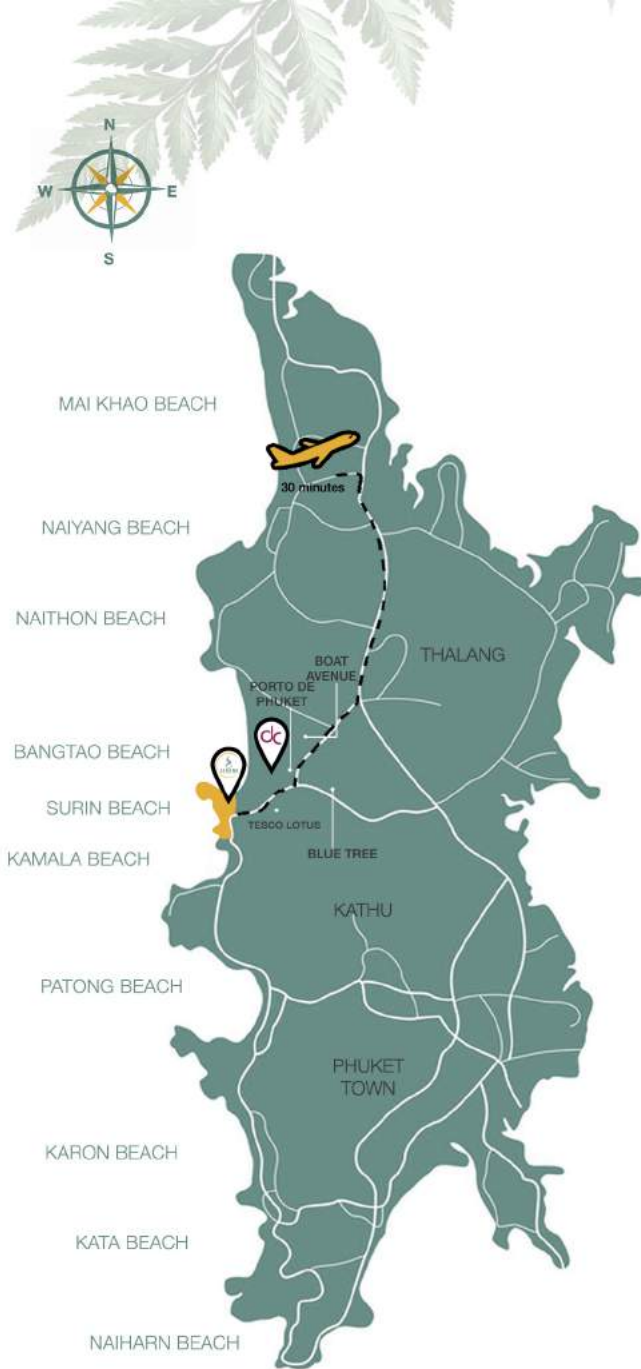 N
W
E
S
MAI KHAO BEACH
30 minutes
NAIYANG BEACH
NAITHON BEACH
THALANG
BOAT
AVENUE
PORTO DE
PHUKET
dc
BANGTAO BEACH
SURIN BEACH
TESCO LOTUS
KAMALA BEACH
BLUE TREE
KATHU
PATONG BEACH
PHUKET
TOWN
KARON BEACH
KATA BEACH
NAIHARN BEACH